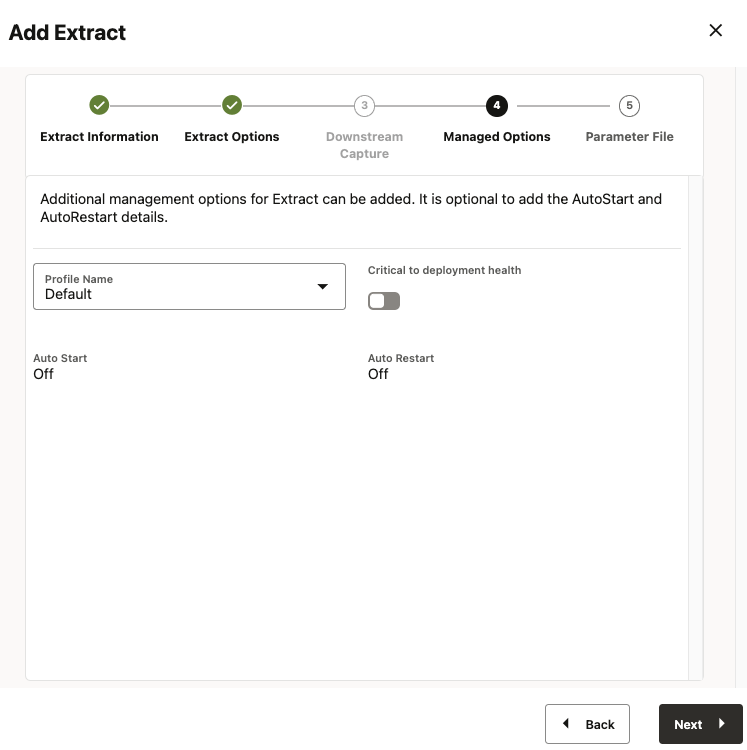 Add Extract
3
4
5
Extract Information
Extract Options
Downstream
Capture
Managed Options
Parameter File
Additional management options for Extract can be added. It is optional to add the AutoStart and
AutoRestart details.
Profile Name
Default
Critical to deployment health
Auto Start
Off
Auto Restart
Off
Back
Next